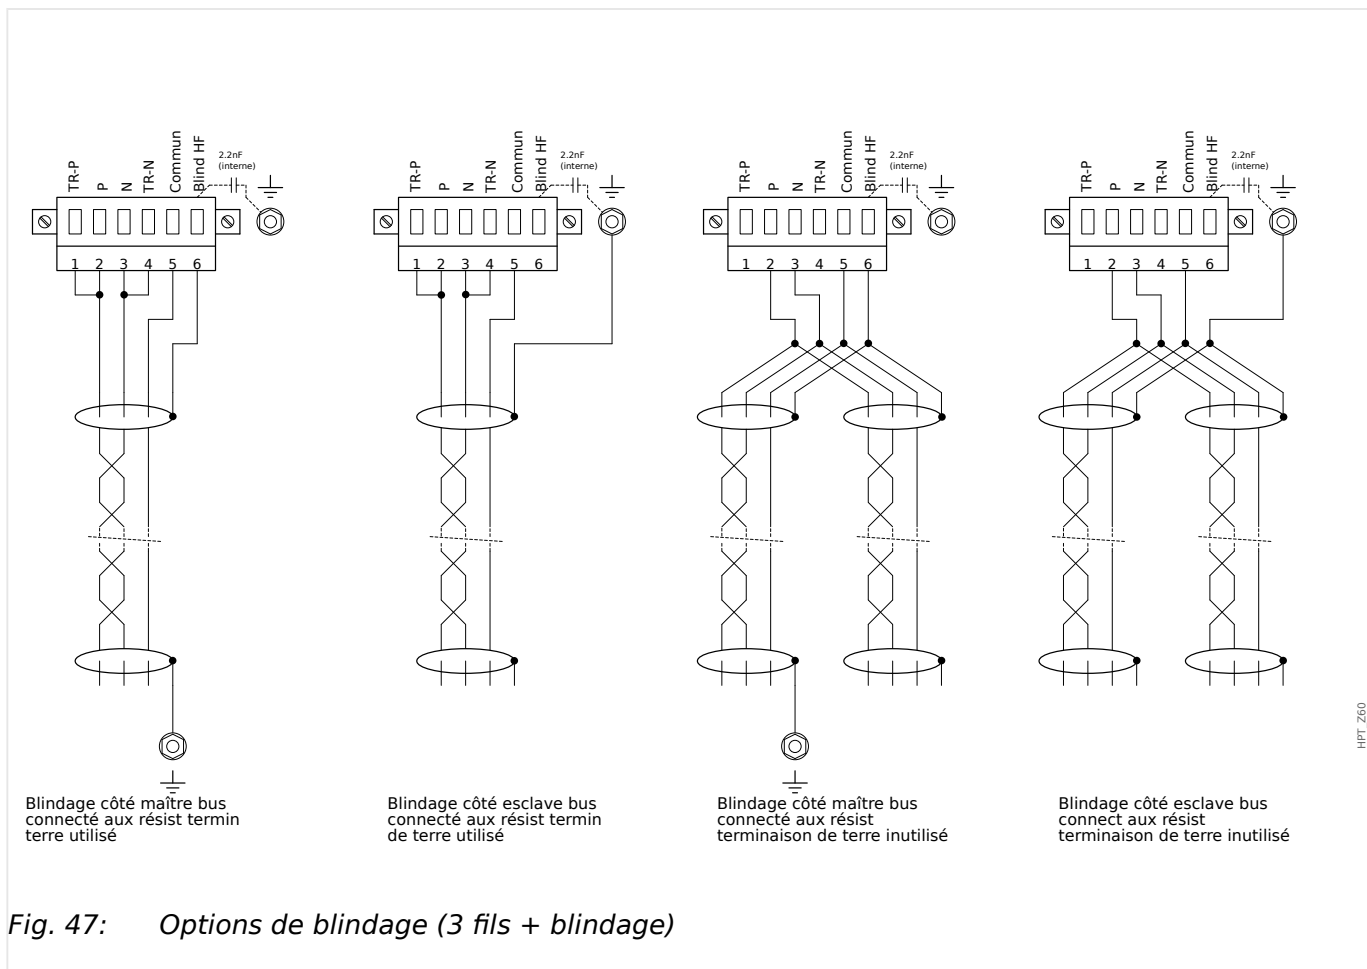 TR-P
P
N
TR-N
Commun
Blind HF
2.2nF
(interne)
1 2 3 4 5 6
TR-P
P
N
TR-N
Commun
Blind HF
2.2nF
(interne)
1 2 3 4 5 6
TR-P
P
N
TR-N
Commun
Blind HF
2.2nF
(interne)
1 2 3 4 5 6
TR-P
P
N
TR-N
Commun
Blind HF
2.2nF
(interne)
1 2 3 4 5 6
HPT_Z60
Blindage côté maître bus
connecté aux résist termin
terre utilisé
Blindage côté esclave bus
connecté aux résist termin
de terre utilisé
Blindage côté maître bus
connecté aux résist
terminaison de terre inutilisé
Blindage côté esclave bus
connect aux résist
terminaison de terre inutilisé
Fig. 47: Options de blindage (3 fils + blindage)